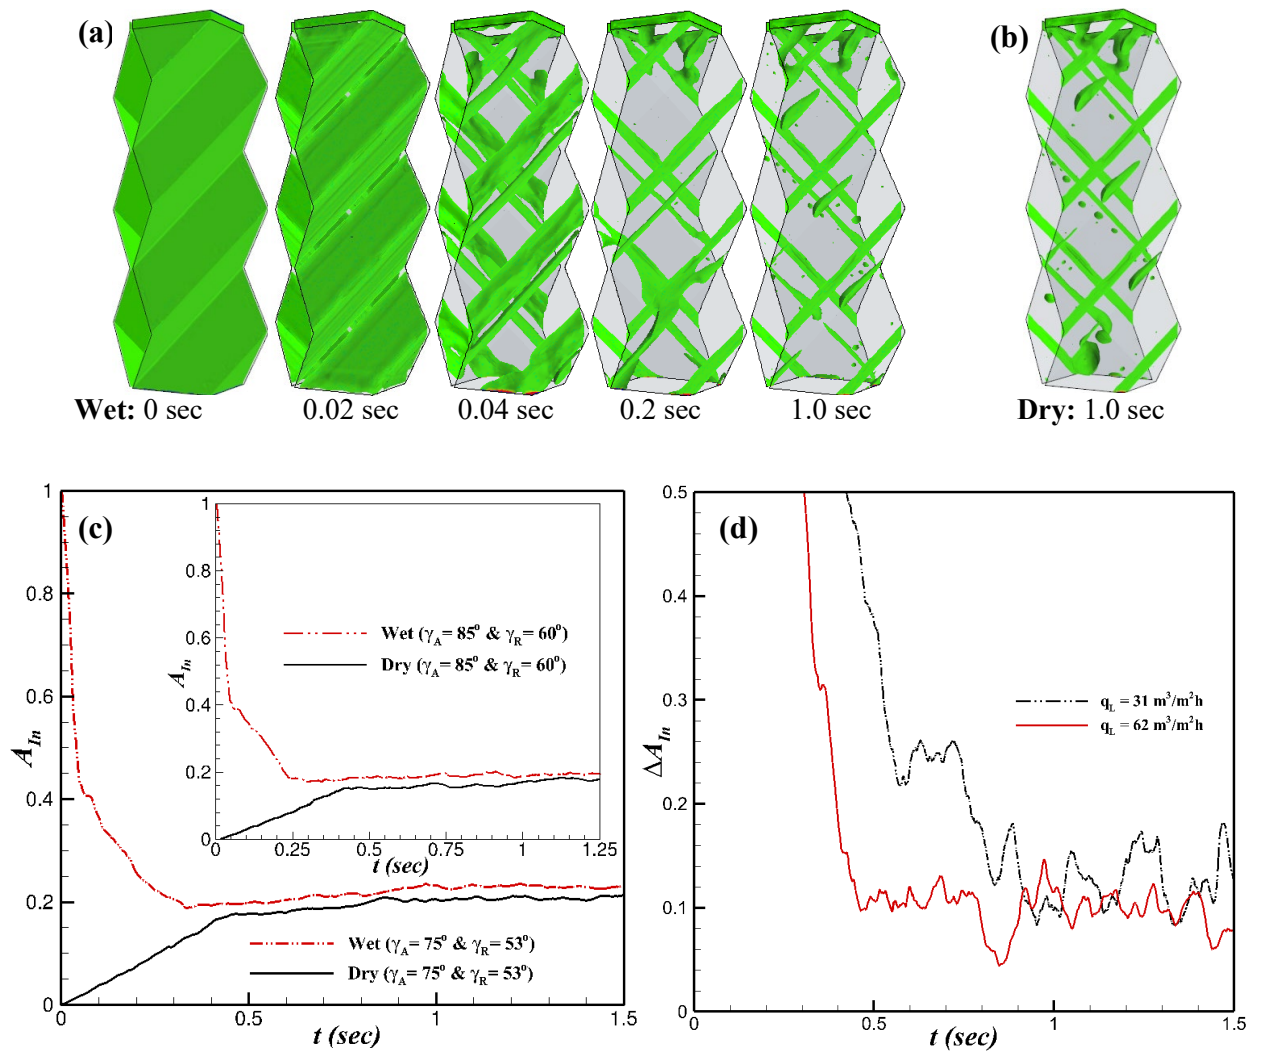 (a)
(b)
Wet: 0 sec
0.02 sec
0.04 sec
0.2 sec
1.0 sec
Dry: 1.0 sec
(c)
1
0.8
0.6
0.4
0.2
0
A_In
0
0.5
1
1.5
t (sec)
Wet (γ_A= 75° & γ_R= 53°)
Dry (γ_A= 75° & γ_R= 53°)
1
0.8
0.6
0.4
0.2
0
A_In
0
0.25
0.5
0.75
1
1.25
t (sec)
Wet (γ_A= 85° & γ_R= 60°)
Dry (γ_A= 85° & γ_R= 60°)
(d)
0.5
0.4
0.3
0.2
0.1
0
ΔA_In
0.5
1
1.5
t (sec)
q_L = 31 m³/m²h
q_L = 62 m³/m²h